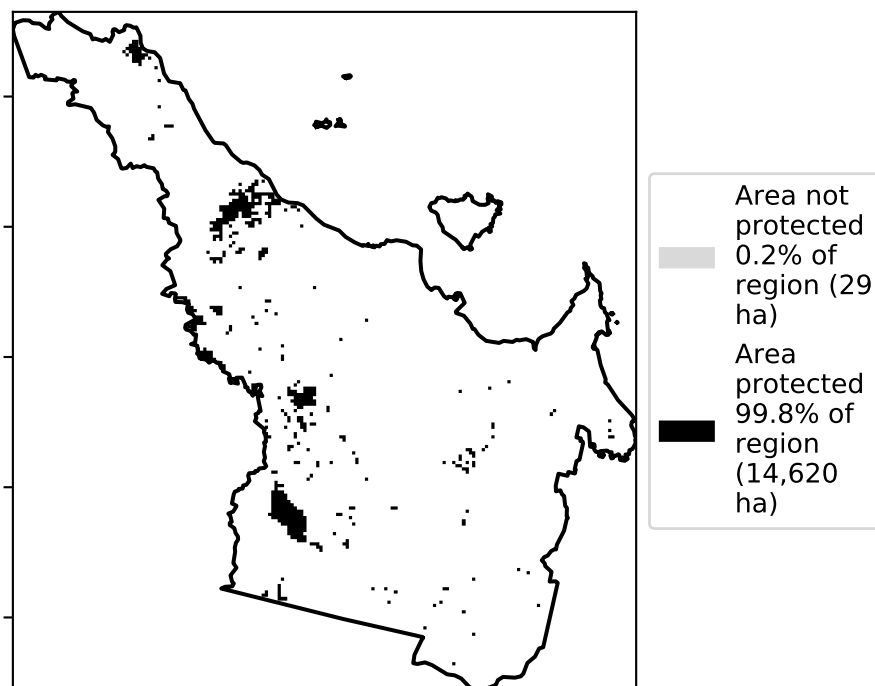 Area not
protected
0.2% of
region (29
ha)
Area
protected
99.8% of
region
(14,620
ha)